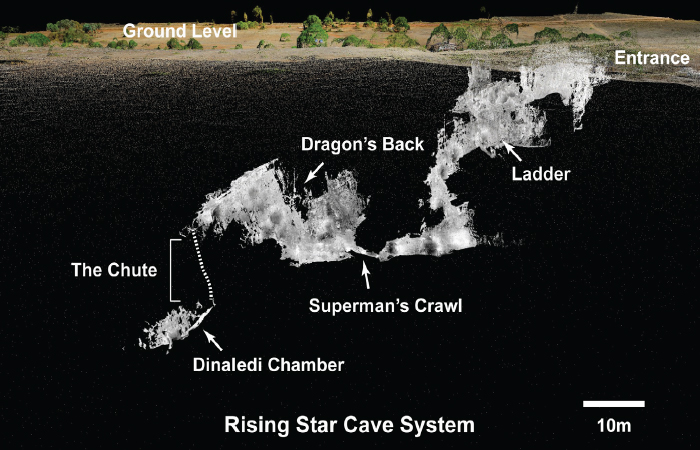 Ground Level
Entrance
Dragon's Back
Ladder
The Chute
Superman's Crawl
Dinaledi Chamber
Rising Star Cave System
10m